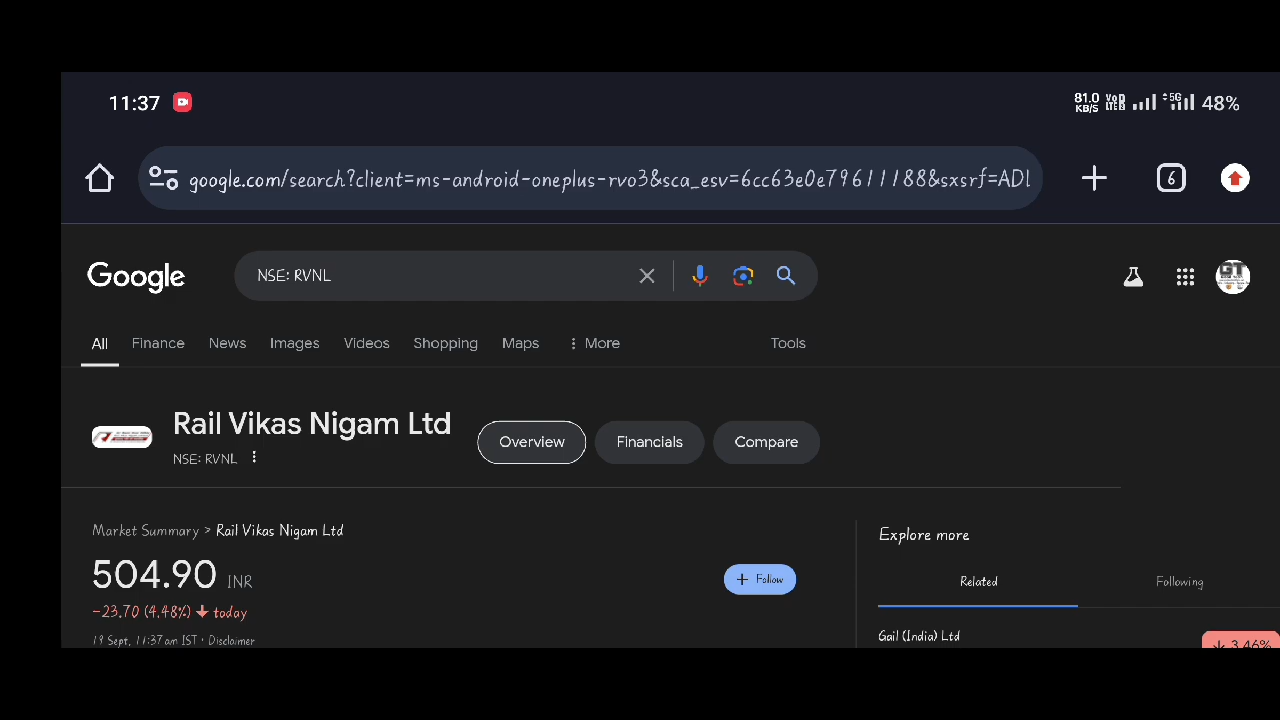 11:37
81.0 KB/S VoD LTE 5G 48%
google.com/search?client=ms-android-oneplus-rvo3&sca_esv=6cc63e0e79611188&sxsrf=ADL
6
Google
NSE: RVNL
All Finance News Images Videos Shopping Maps More Tools
Rail Vikas Nigam Ltd
NSE: RVNL
Overview Financials Compare
Market Summary > Rail Vikas Nigam Ltd
504.90 INR
+ Follow
−23.70 (4.48%) ↓ today
19 Sept, 11:37 am IST • Disclaimer
Explore more
Related Following
Gail (India) Ltd
↓ 3.46%